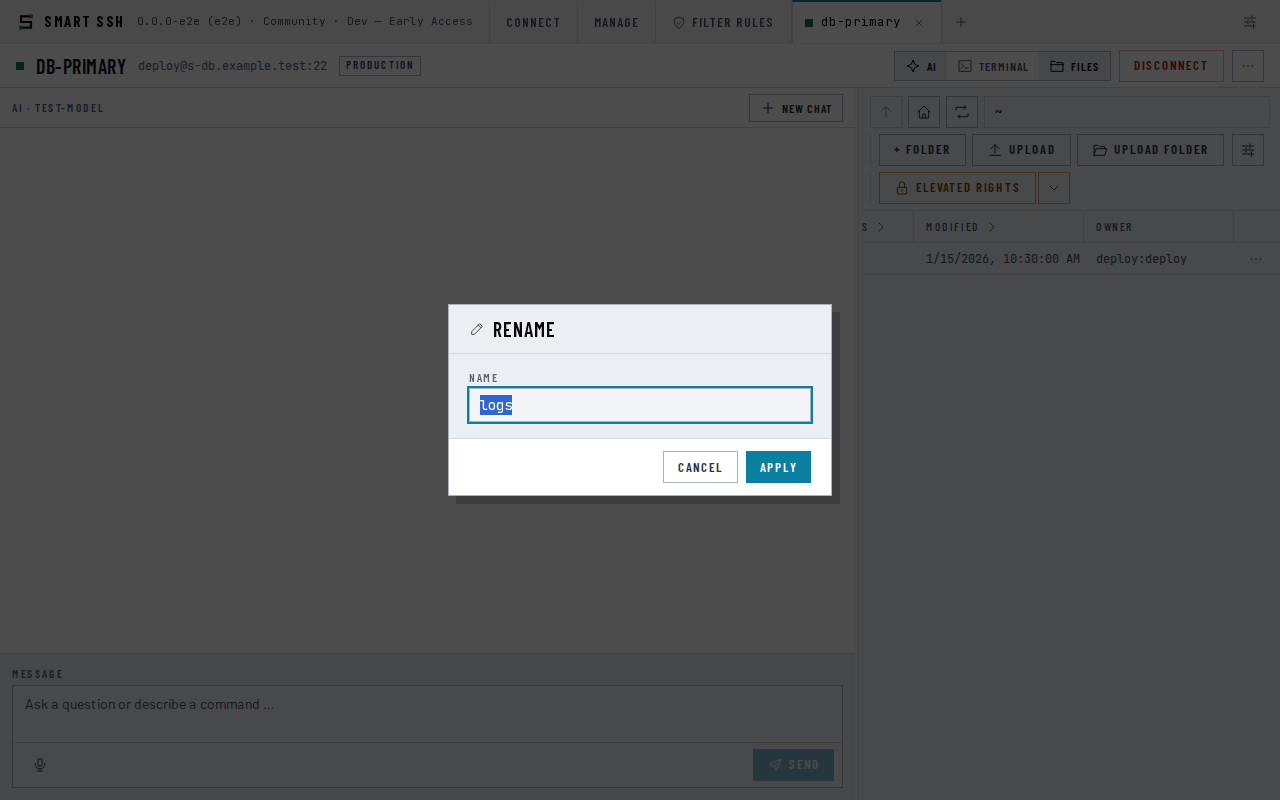 SMART SSH 0.0.0-e2e (e2e) · Community · Dev — Early Access CONNECT MANAGE FILTER RULES db-primary
DB-PRIMARY deploy@s-db.example.test:22 PRODUCTION AI TERMINAL FILES DISCONNECT ...
AI · TEST-MODEL NEW CHAT ~
+ FOLDER UPLOAD UPLOAD FOLDER
ELEVATED RIGHTS
S MODIFIED OWNER
1/15/2026, 10:30:00 AM deploy:deploy ...
RENAME
NAME
logs
CANCEL APPLY
MESSAGE
Ask a question or describe a command ...
SEND